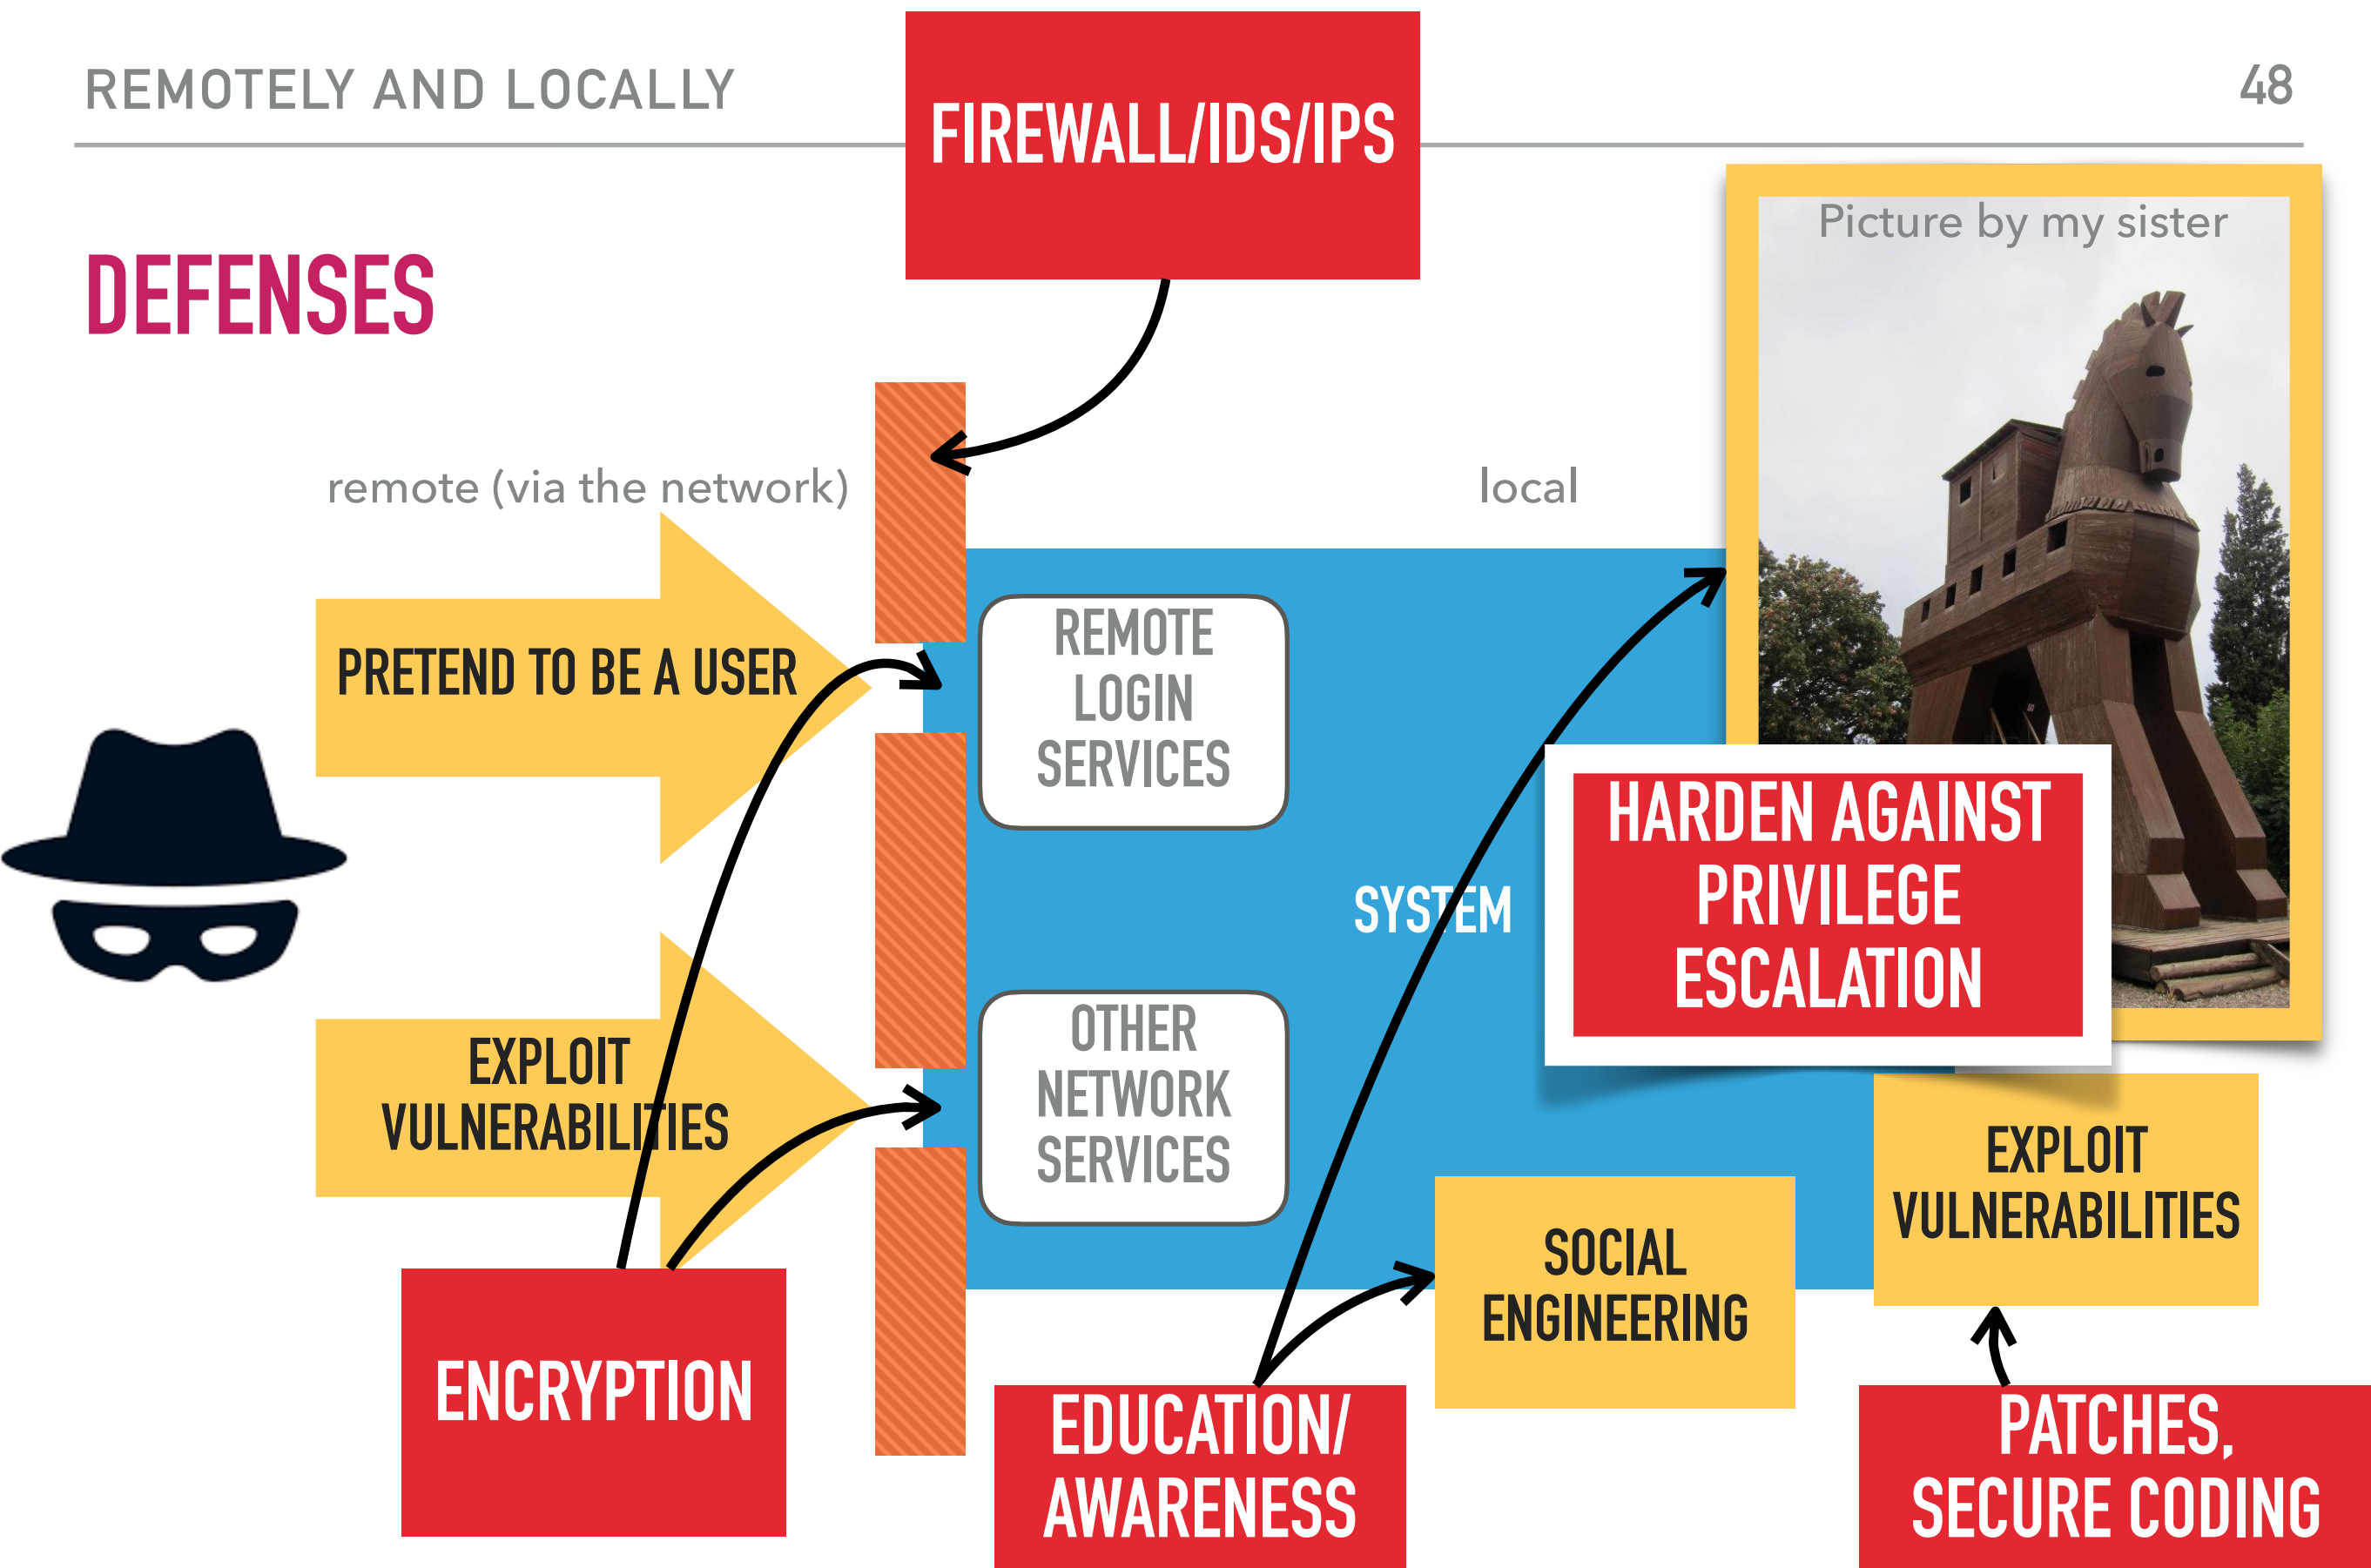 REMOTELY AND LOCALLY
48
FIREWALL/IDS/IPS
Picture by my sister
DEFENSES
remote (via the network)
local
PRETEND TO BE A USER
REMOTE
LOGIN
SERVICES
HARDEN AGAINST
PRIVILEGE
ESCALATION
SYSTEM
EXPLOIT
VULNERABILITIES
OTHER
NETWORK
SERVICES
EXPLOIT
VULNERABILITIES
SOCIAL
ENGINEERING
ENCRYPTION
EDUCATION/
AWARENESS
PATCHES,
SECURE CODING